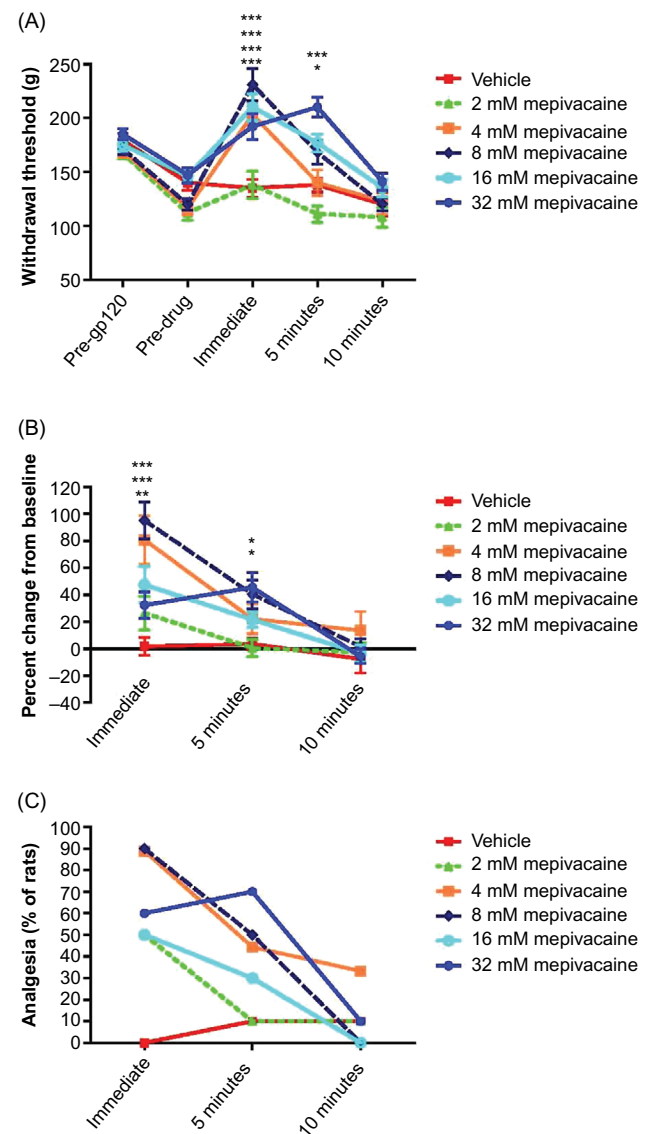 (A)
***
***
***
***
***
*
250
200
150
100
50
Withdrawal threshold (g)
Pre-gp120
Pre-drug
Immediate
5 minutes
10 minutes
Vehicle
2 mM mepivacaine
4 mM mepivacaine
8 mM mepivacaine
16 mM mepivacaine
32 mM mepivacaine
(B)
***
***
**
*
*
120
100
80
60
40
20
0
–20
–40
Percent change from baseline
Immediate
5 minutes
10 minutes
Vehicle
2 mM mepivacaine
4 mM mepivacaine
8 mM mepivacaine
16 mM mepivacaine
32 mM mepivacaine
(C)
100
90
80
70
60
50
40
30
20
10
0
Analgesia (% of rats)
Immediate
5 minutes
10 minutes
Vehicle
2 mM mepivacaine
4 mM mepivacaine
8 mM mepivacaine
16 mM mepivacaine
32 mM mepivacaine